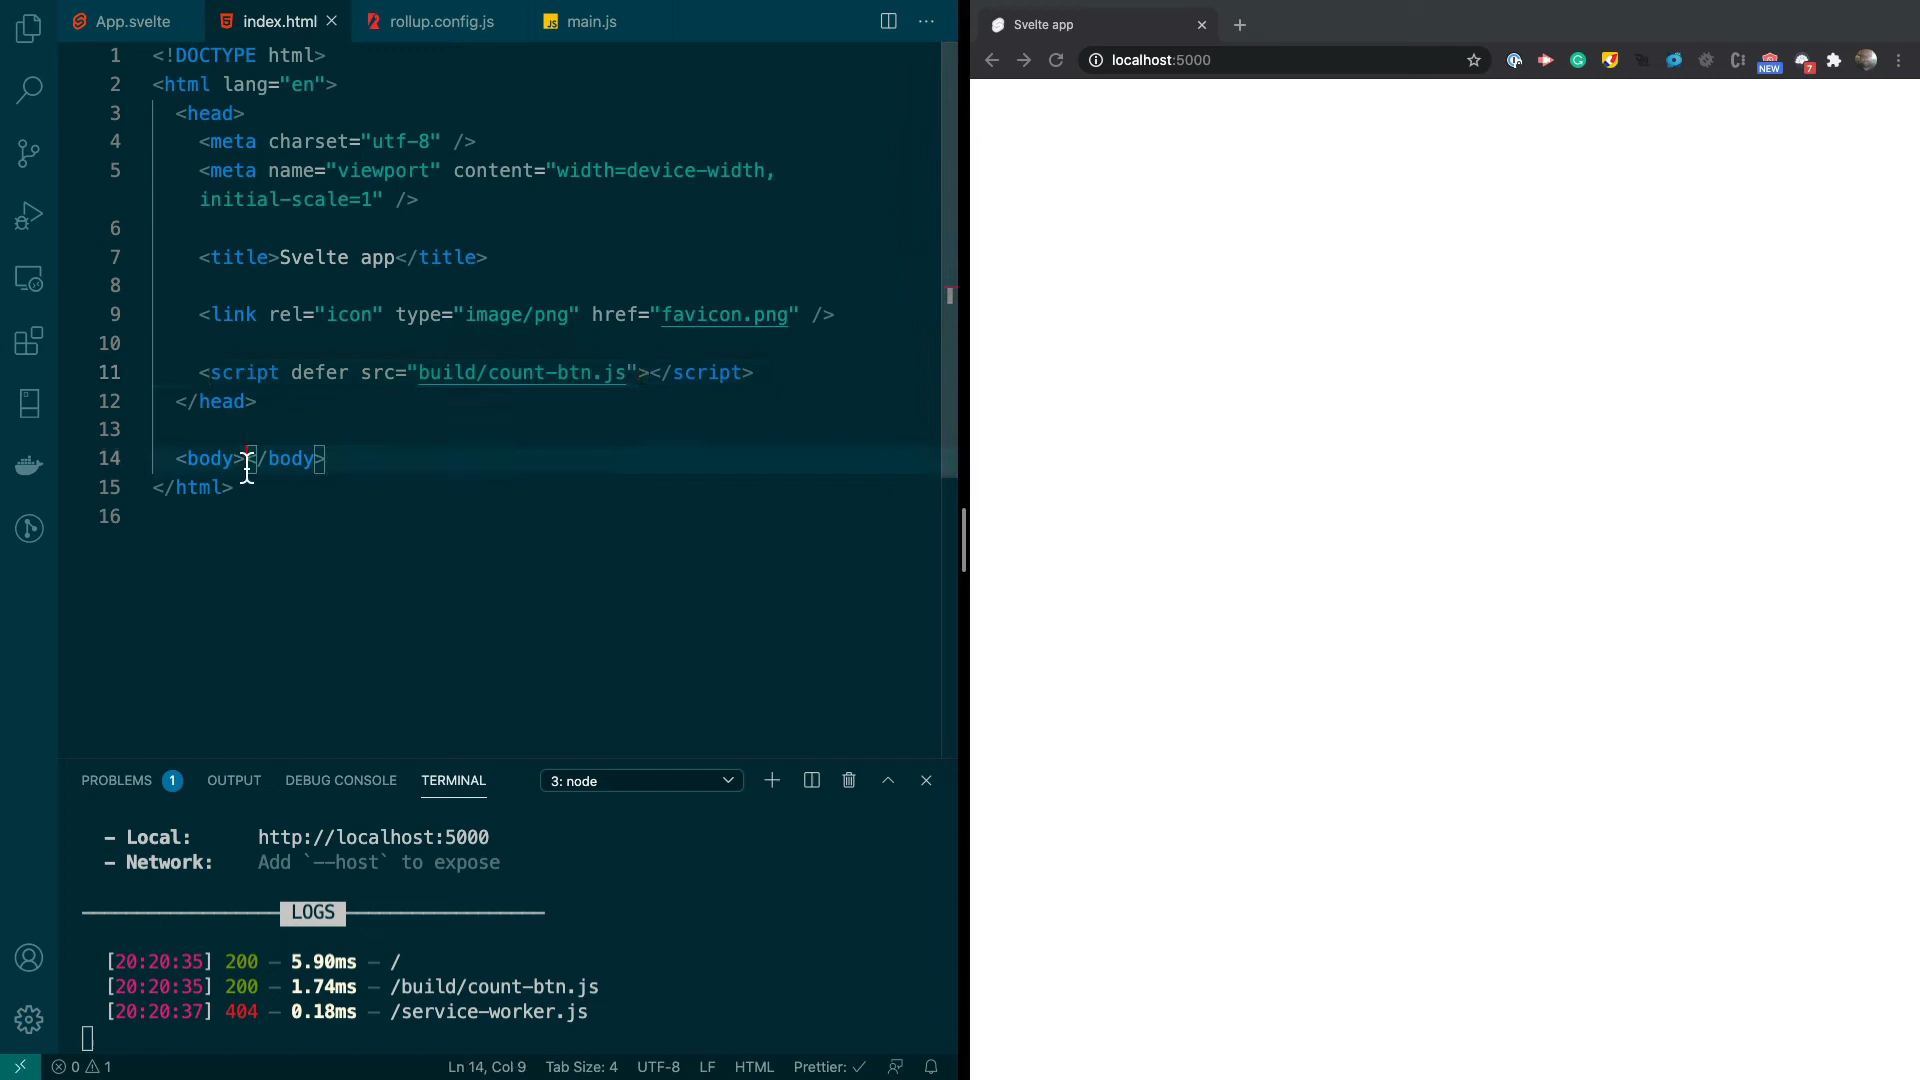 App.svelte
index.html
rollup.config.js
JS main.js
1 <!DOCTYPE html>
2 <html lang="en">
3 <head>
4 <meta charset="utf-8" />
5 <meta name="viewport" content="width=device-width,
initial-scale=1" />
6
7 <title>Svelte app</title>
8
9 <link rel="icon" type="image/png" href="favicon.png" />
10
11 <script defer src="build/count-btn.js"></script>
12 </head>
13
14 <body></body>
15 </html>
16
PROBLEMS 1 OUTPUT DEBUG CONSOLE TERMINAL 3: node
– Local: http://localhost:5000
– Network: Add `--host` to expose
LOGS
[20:20:35] 200 – 5.90ms – /
[20:20:35] 200 – 1.74ms – /build/count-btn.js
[20:20:37] 404 – 0.18ms – /service-worker.js
0 1 Ln 14, Col 9 Tab Size: 4 UTF-8 LF HTML Prettier: ✓
Svelte app
localhost:5000
NEW
7